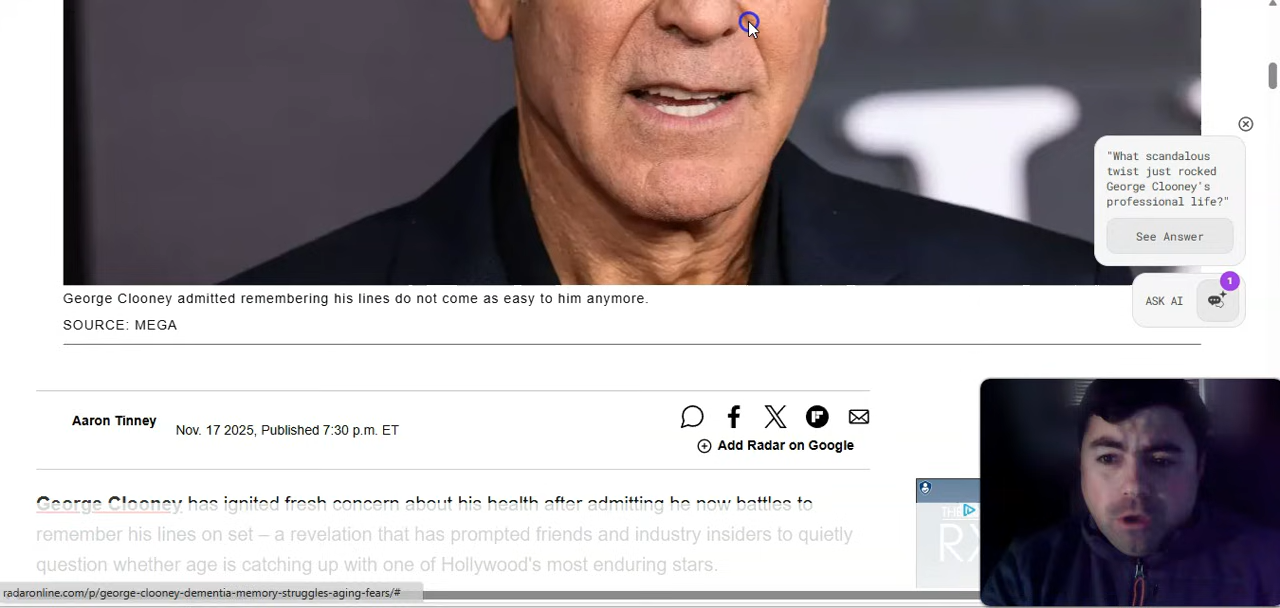 "What scandalous
twist just rocked
George Clooney's
professional life?"
See Answer
1
ASK AI
George Clooney admitted remembering his lines do not come as easy to him anymore.
SOURCE: MEGA
Aaron Tinney
Nov. 17 2025, Published 7:30 p.m. ET
Add Radar on Google
George Clooney has ignited fresh concern about his health after admitting he now battles to
remember his lines on set – a revelation that has prompted friends and industry insiders to quietly
question whether age is catching up with one of Hollywood's most enduring stars.
THE
RX
radaronline.com/p/george-clooney-dementia-memory-struggles-aging-fears/#